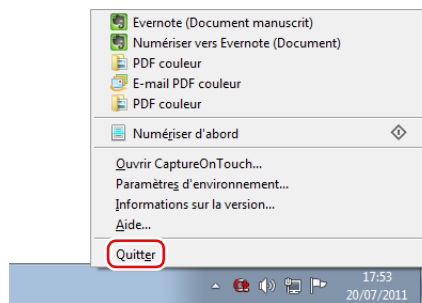 Evernote (Document manuscrit)
Numériser vers Evernote (Document)
PDF couleur
E-mail PDF couleur
PDF couleur
Numériser d'abord
Ouvrir CaptureOnTouch...
Paramètres d'environnement...
Informations sur la version...
Aide...
Quitter
17:53
20/07/2011